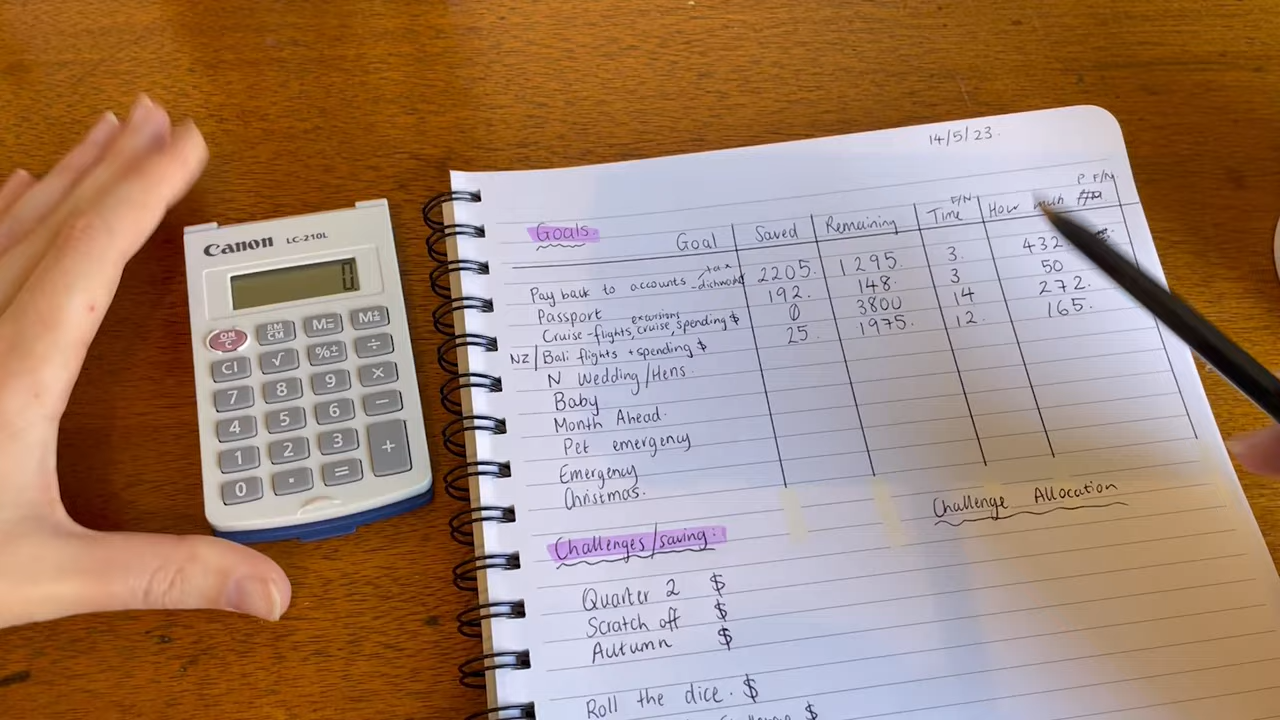 14/5/23.
Goals
Goal Saved Remaining Time F/N How muh P F/N
Pay back to accounts - tax - dishwasher 2205. 1295. 3. 432.
Passport 192. 148. 3 50
Cruise - flights, cruise, excursions spending $ 0 3800 14 272.
NZ/Bali flights + spending $ 25. 1975. 12. 165.
N Wedding/Hens.
Baby
Month Ahead.
Pet emergency
Emergency
Christmas.
Challenge Allocation
Challenges/saving:
Quarter 2 $
Scratch off $
Autumn $
Roll the dice. $
$
Canon LC-210L
0
ON/C RM/CM M= M±
CI √ %± ÷
7 8 9 ×
4 5 6 −
1 2 3 +
0 . =